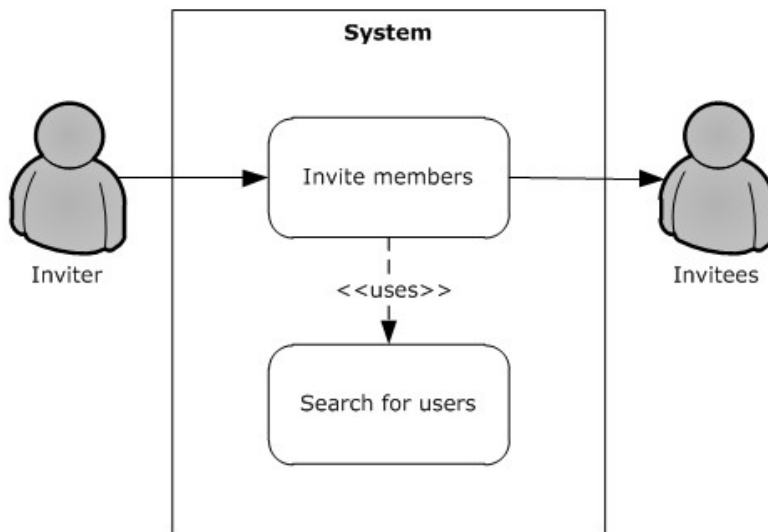 System
Invite members
Inviter
Invitees
<<uses>>
Search for users